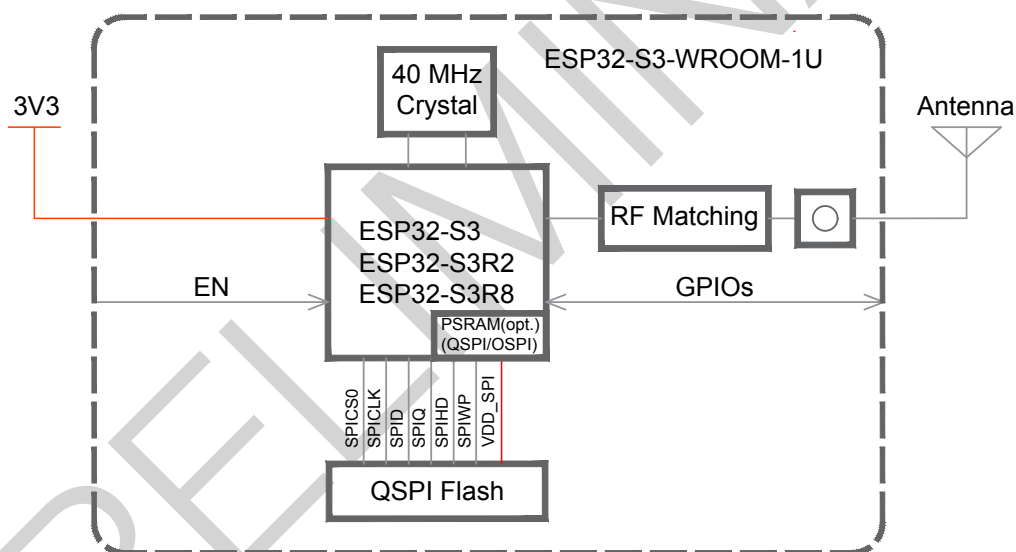 ESP32-S3-WROOM-1U
40 MHz
Crystal
3V3
Antenna
RF Matching
ESP32-S3
ESP32-S3R2
ESP32-S3R8
EN
GPIOs
PSRAM(opt.)
(QSPI/OSPI)
SPICS0
SPICLK
SPID
SPIQ
SPIHD
SPIWP
VDD_SPI
QSPI Flash